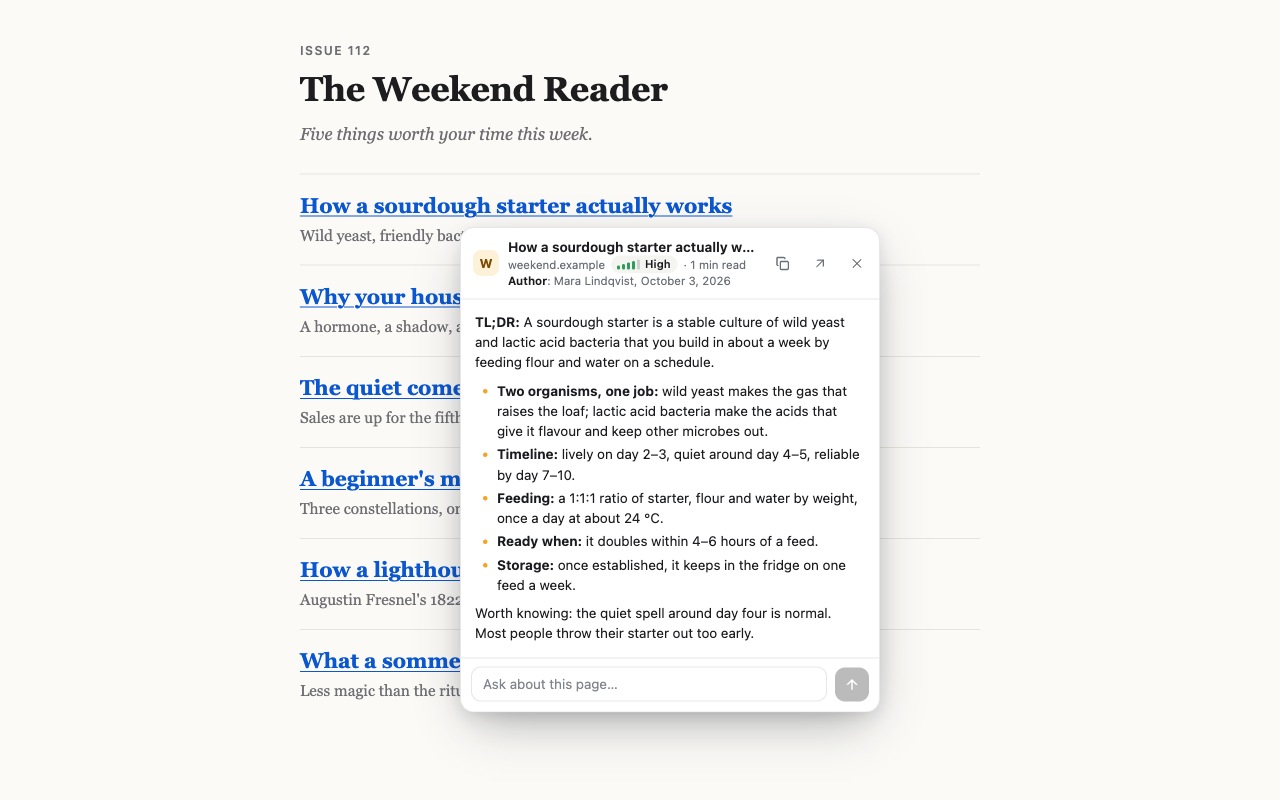 ISSUE 112
The Weekend Reader
Five things worth your time this week.
How a sourdough starter actually works
Wild yeast, friendly
Why your
A hormone, a shadow,
The quiet
Sales are up for the fifth
A beginner's
Three constellations,
How a
Augustin Fresnel's 1822
What a
Less magic than the
W
How a sourdough starter actually w...
weekend.example High · 1 min read
Author: Mara Lindqvist, October 3, 2026
TL;DR: A sourdough starter is a stable culture of wild yeast
and lactic acid bacteria that you build in about a week by
feeding flour and water on a schedule.
• Two organisms, one job: wild yeast makes the gas that
raises the loaf; lactic acid bacteria make the acids that
give it flavour and keep other microbes out.
• Timeline: lively on day 2–3, quiet around day 4–5, reliable
by day 7–10.
• Feeding: a 1:1:1 ratio of starter, flour and water by weight,
once a day at about 24 °C.
• Ready when: it doubles within 4–6 hours of a feed.
• Storage: once established, it keeps in the fridge on one
feed a week.
Worth knowing: the quiet spell around day four is normal.
Most people throw their starter out too early.
Ask about this page...